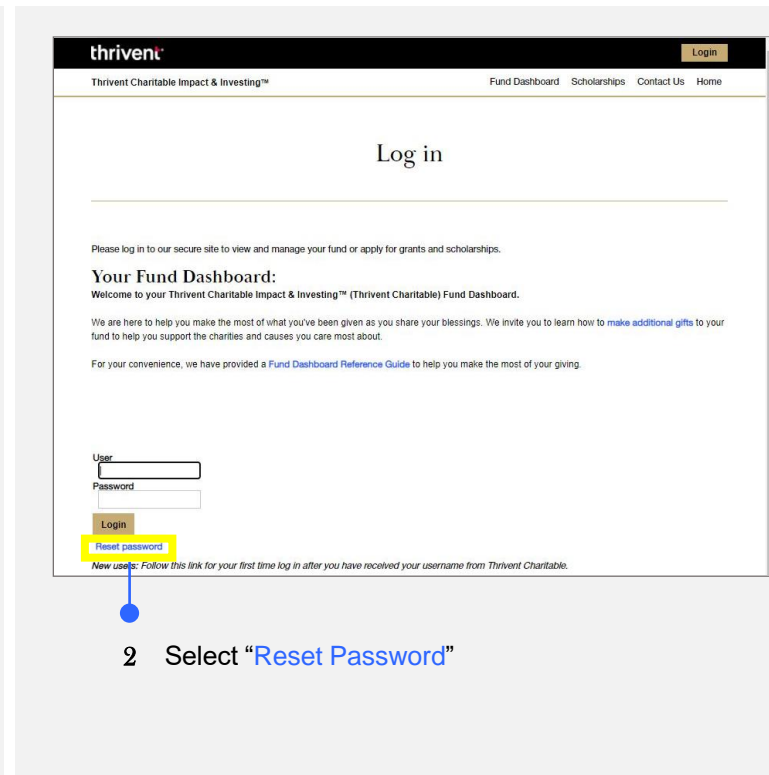 thrivent
Login
Thrivent Charitable Impact & Investing™
Fund Dashboard Scholarships Contact Us Home
Log in
Please log in to our secure site to view and manage your fund or apply for grants and scholarships.
Your Fund Dashboard:
Welcome to your Thrivent Charitable Impact & Investing™ (Thrivent Charitable) Fund Dashboard.
We are here to help you make the most of what you've been given as you share your blessings. We invite you to learn how to make additional gifts to your
fund to help you support the charities and causes you care most about.
For your convenience, we have provided a Fund Dashboard Reference Guide to help you make the most of your giving.
User
Password
Login
Reset password
New users: Follow this link for your first time log in after you have received your username from Thrivent Charitable.
2 Select “Reset Password”